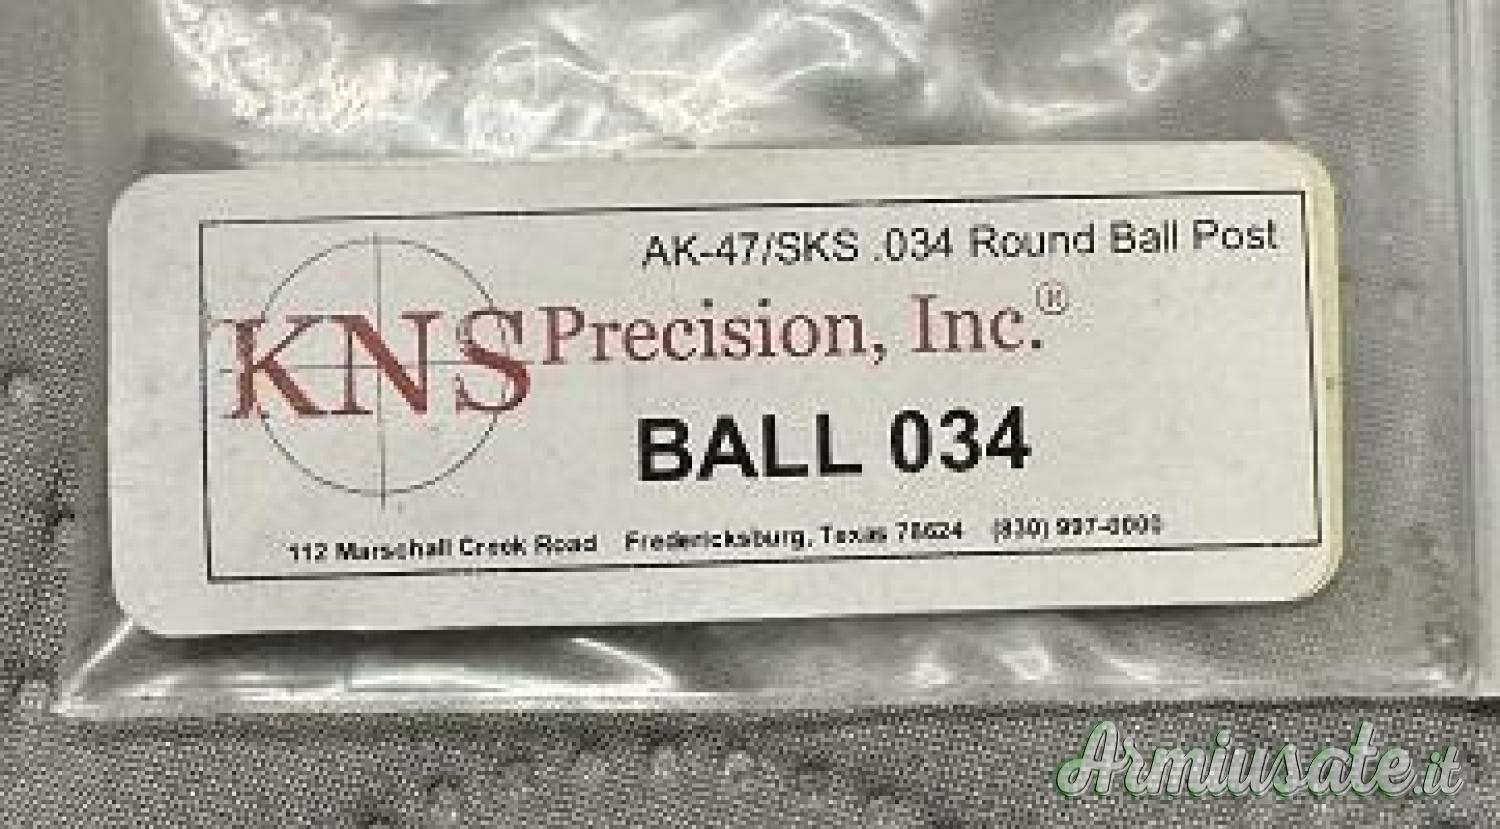 AK-47/SKS .034 Round Ball Post
KNS Precision, Inc.®
BALL 034
112 Marschall Creek Road Fredericksburg, Texas 78624 (830)
Armiusate.it